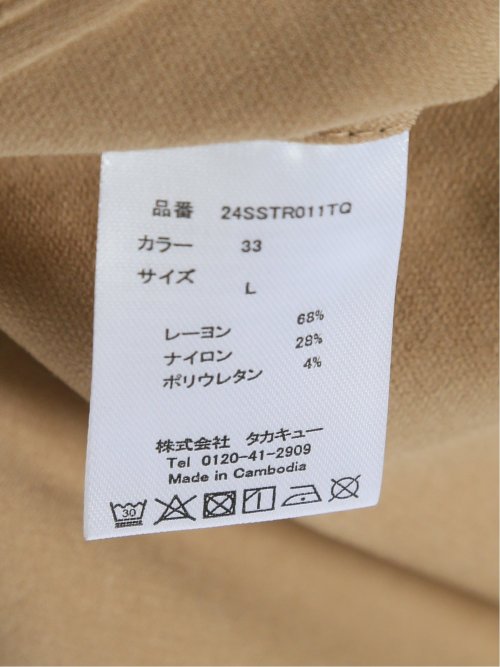 品番 24SSTR011TQ
カラー 33
サイズ L
レーヨン 68%
ナイロン 28%
ポリウレタン 4%
株式会社 タカキュー
Tel 0120-41-2909
Made in Cambodia
30